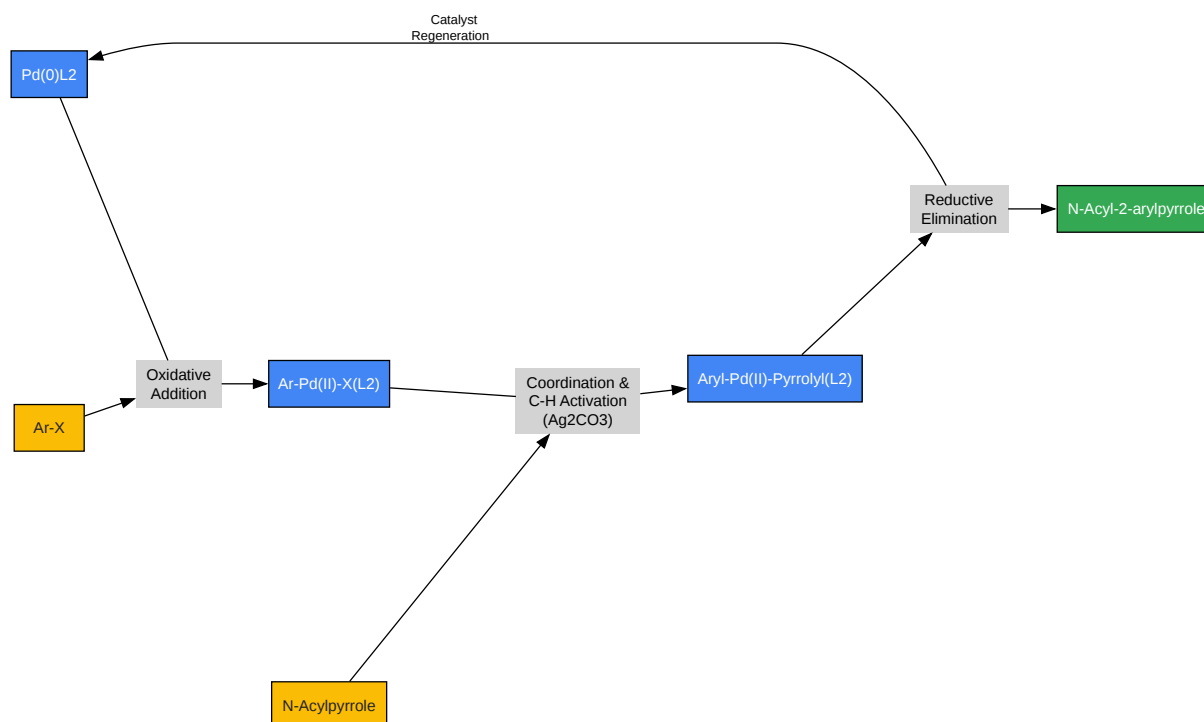 Catalyst
Regeneration
Pd(0)L2
Reductive
Elimination
N-Acyl-2-arylpyrrole
Oxidative
Addition
Ar-Pd(II)-X(L2)
Coordination &
C-H Activation
(Ag2CO3)
Aryl-Pd(II)-Pyrrolyl(L2)
Ar-X
N-Acylpyrrole